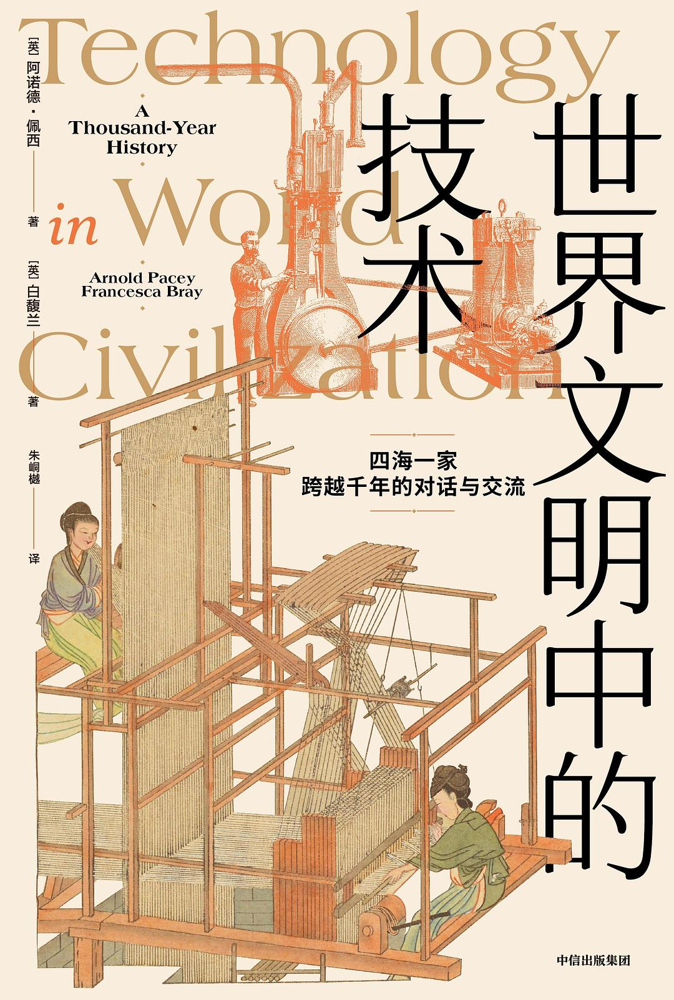 Technology
A
Thousand-Year
History
in World
Arnold Pacey
Francesca Bray
Civilization
世界文明中的
技术
[英] 阿诺德·佩西 著
[英] 白馥兰 著
朱峒樾 译
四海一家
跨越千年的对话与交流
中信出版集团